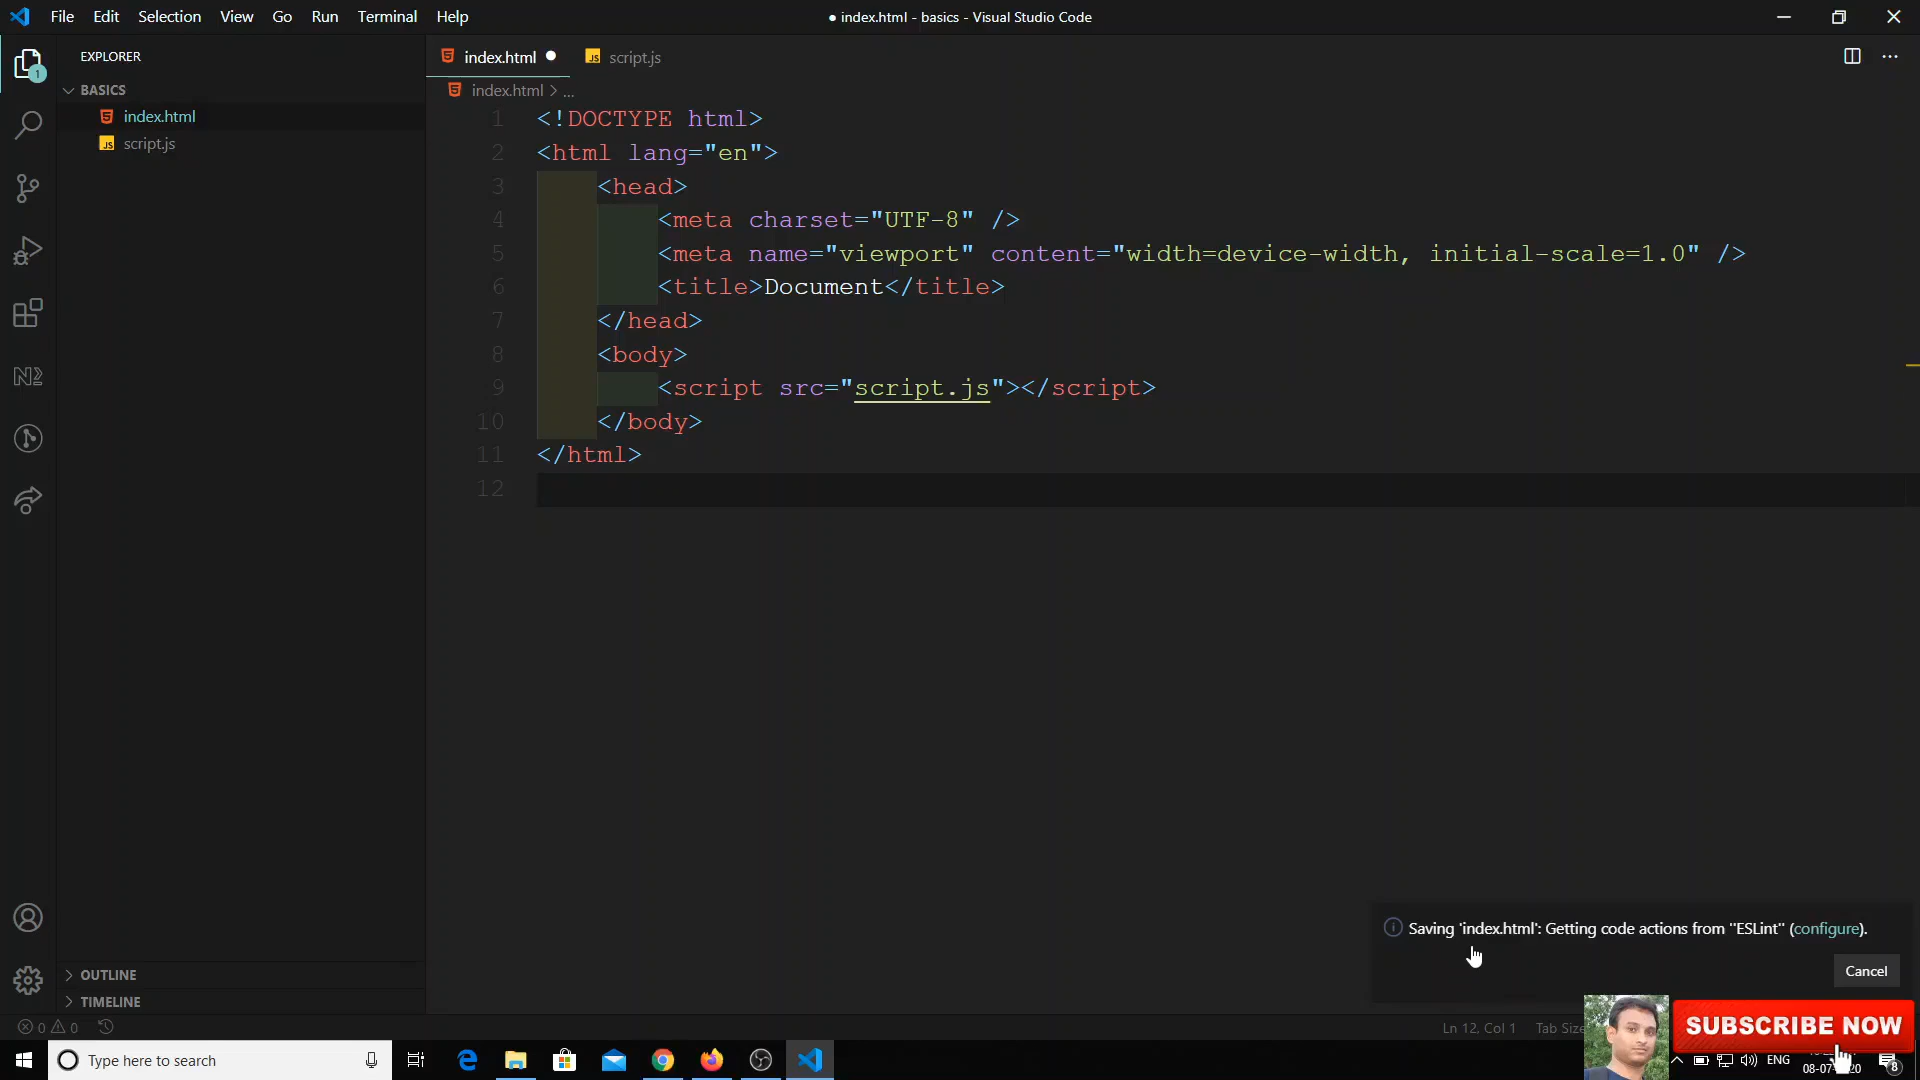 File Edit Selection View Go Run Terminal Help
● index.html - basics - Visual Studio Code
1
EXPLORER
BASICS
index.html
script.js
index.html
script.js
index.html > ...
1 <!DOCTYPE html>
2 <html lang="en">
3 <head>
4 <meta charset="UTF-8" />
5 <meta name="viewport" content="width=device-width, initial-scale=1.0" />
6 <title>Document</title>
7 </head>
8 <body>
9 <script src="script.js"></script>
10 </body>
11 </html>
12
Saving 'index.html': Getting code actions from "ESLint" (configure).
Cancel
OUTLINE
TIMELINE
0 0
Ln 12, Col 1 Tab Size
SUBSCRIBE NOW
Type here to search
ENG
8